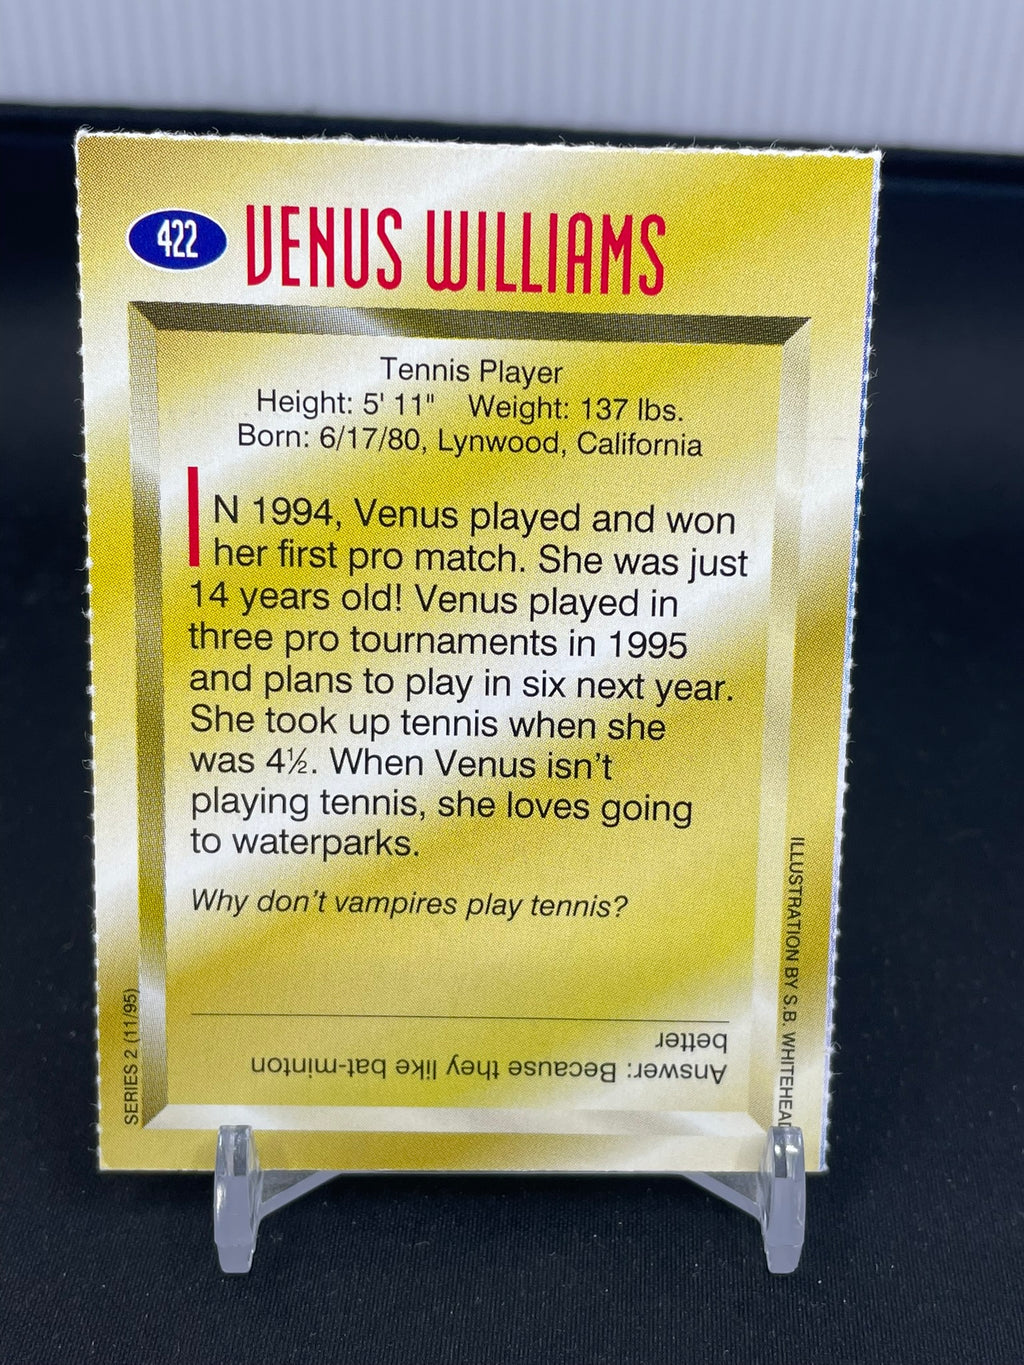 422
VENUS WILLIAMS
Tennis Player
Height: 5' 11" Weight: 137 lbs.
Born: 6/17/80, Lynwood, California
IN 1994, Venus played and won
her first pro match. She was just
14 years old! Venus played in
three pro tournaments in 1995
and plans to play in six next year.
She took up tennis when she
was 4½. When Venus isn't
playing tennis, she loves going
to waterparks.
Why don't vampires play tennis?
Answer: Because they like bat-minton
better
SERIES 2 (11/95)
ILLUSTRATION BY S.B. WHITEHEAD